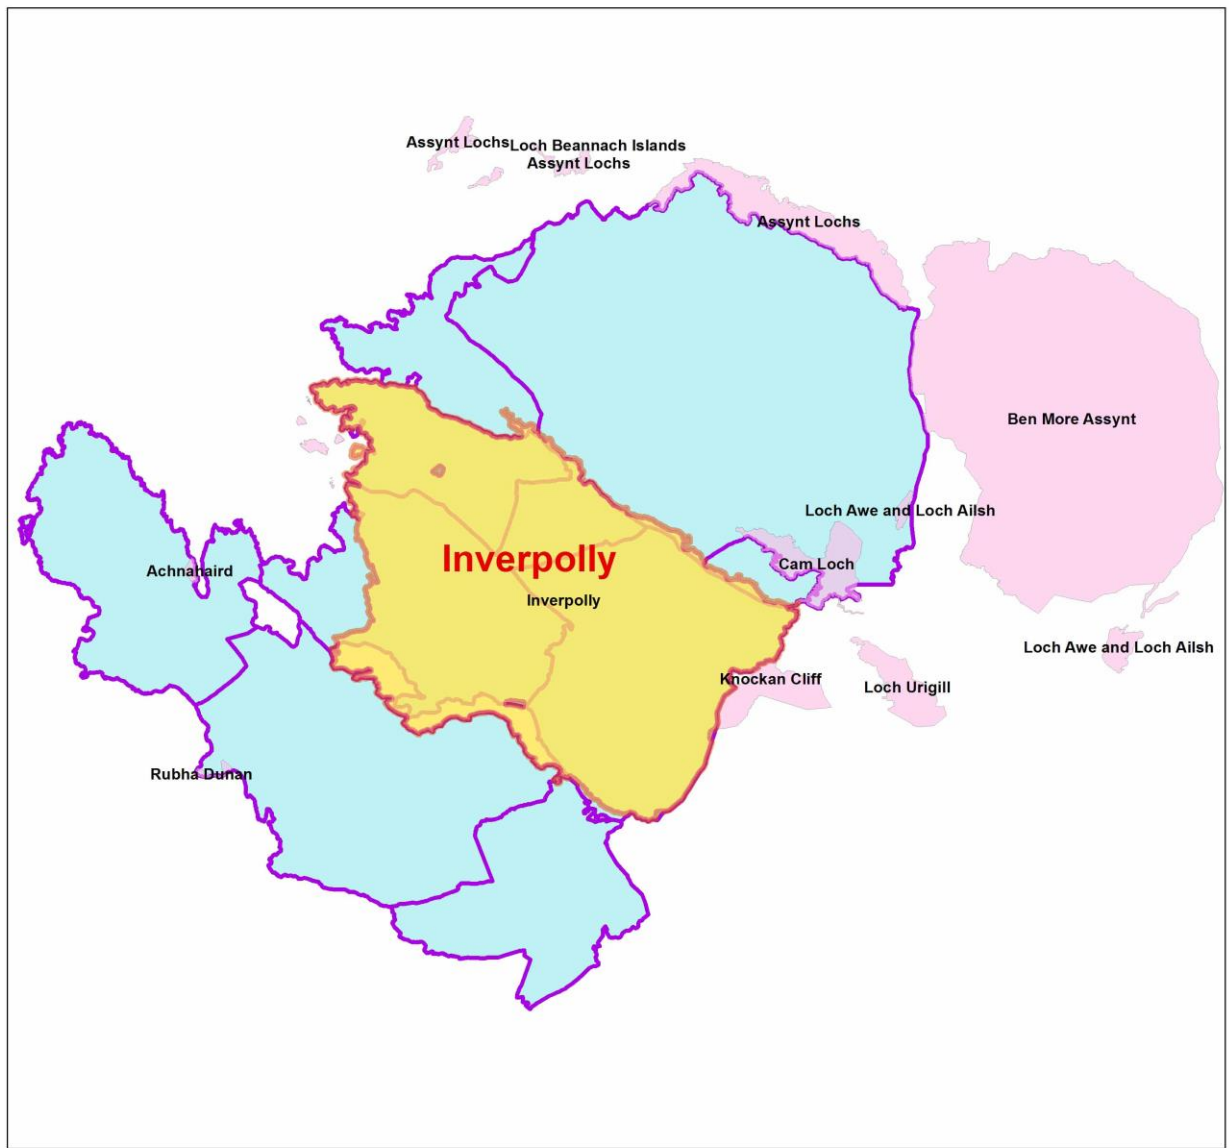 Assynt Lochs
Loch Beannach Islands
Assynt Lochs
Assynt Lochs
Ben More Assynt
Loch Awe and Loch Ailsh
Inverpolly
Cam Loch
Achnahaird
Inverpolly
Loch Awe and Loch Ailsh
Knockan Cliff
Loch Urigill
Rubha Dunan